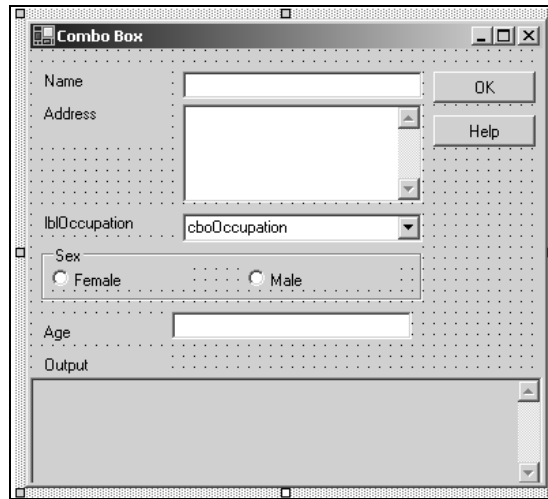 Combo Box
Name
OK
Address
Help
lblOccupation
cboOccupation
Sex
Female
Male
Age
Output